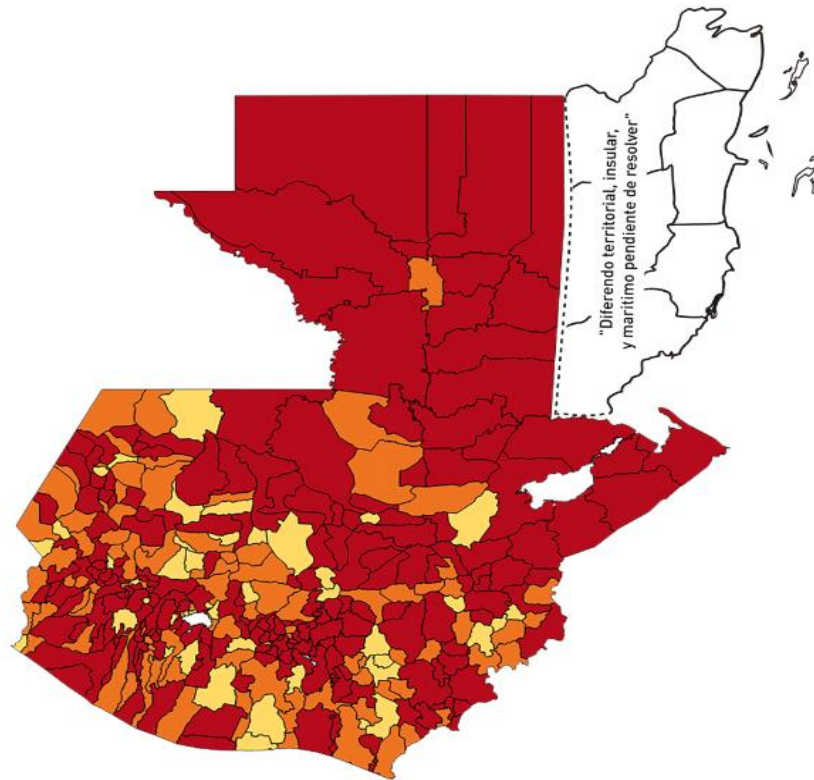 "Diferendo territorial, insular,
y marítimo pendiente de resolver"